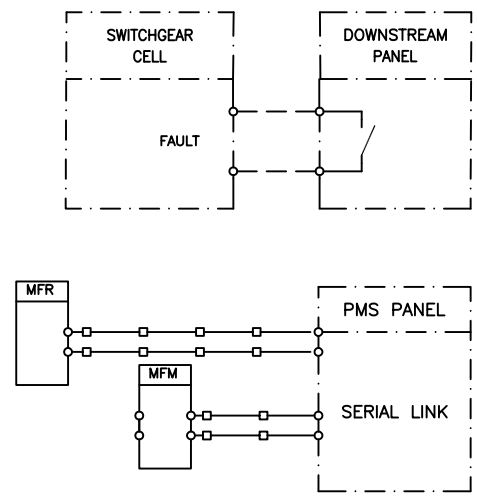 SWITCHGEAR
CELL
DOWNSTREAM
PANEL
FAULT
MFR
PMS PANEL
MFM
SERIAL LINK